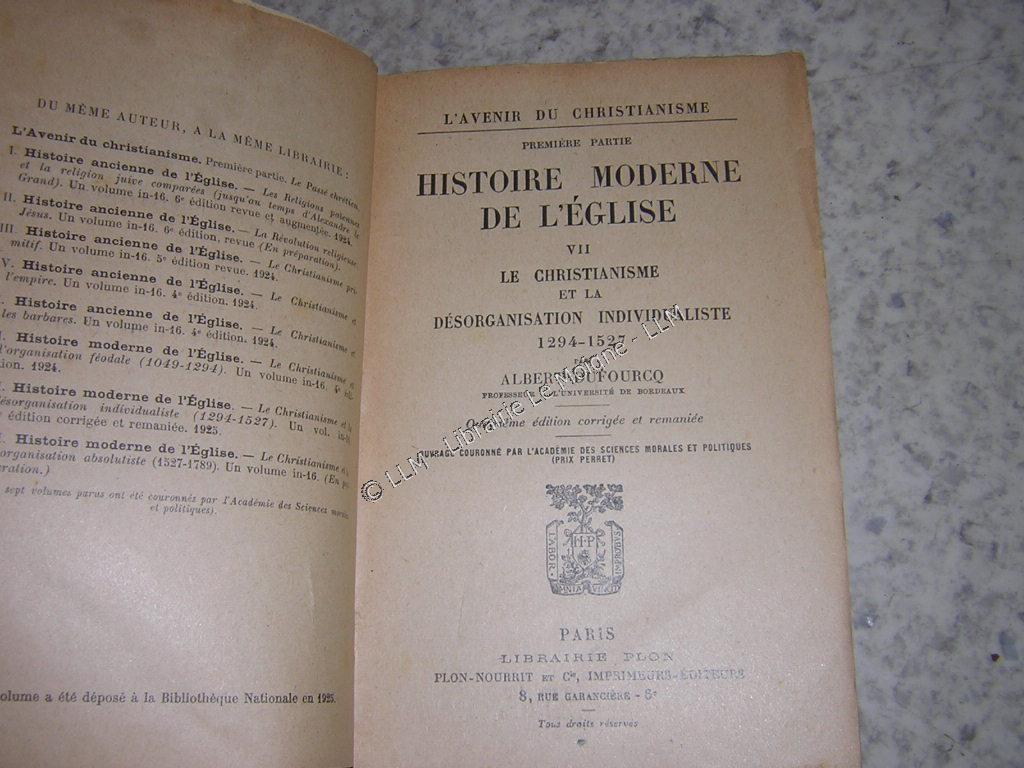 DU MÊME AUTEUR, A LA MÊME LIBRAIRIE :
L'Avenir du christianisme. Première partie. Le Passé chrétien.
I. Histoire ancienne de l'Église. — Les Religions païennes
et la religion juive comparées (jusqu'au temps d'Alexandre le
Grand). Un volume in-16. 6e édition revue et augmentée. 1924.
II. Histoire ancienne de l'Église. — La Révolution religieuse.
Jésus. Un volume in-16. 6e édition, revue (En préparation).
III. Histoire ancienne de l'Église. — Le Christianisme pri-
mitif. Un volume in-16. 5e édition revue. 1924.
V. Histoire ancienne de l'Église. — Le Christianisme et
l'empire. Un volume in-16. 4e édition. 1924.
Histoire ancienne de l'Église. — Le Christianisme et
les barbares. Un volume in-16. 4e édition. 1924.
I. Histoire moderne de l'Église. — Le Christianisme et
l'organisation féodale (1049-1294). Un volume in-16. 4e édi-
tion. 1924.
I. Histoire moderne de l'Église. — Le Christianisme et la
désorganisation individualiste (1294-1527). Un vol. in-16
édition corrigée et remaniée. 1925.
I. Histoire moderne de l'Église. — Le Christianisme et
organisation absolutiste (1527-1789). Un volume in-16. (En
ération.)
sept volumes parus ont été couronnés par l'Académie des Sciences
et politiques).
olume a été déposé à la Bibliothèque Nationale en 1925.
L'AVENIR DU CHRISTIANISME
PREMIÈRE PARTIE
HISTOIRE MODERNE
DE L'ÉGLISE
VII
LE CHRISTIANISME
ET LA
DÉSORGANISATION INDIVIDUALISTE
1294-1527
PAR
ALBERT DUFOURCQ
PROFESSEUR A L'UNIVERSITÉ DE BORDEAUX
édition corrigée et remaniée
OUVRAGE COURONNÉ PAR L'ACADÉMIE DES SCIENCES MORALES ET POLITIQUES
(PRIX PERRET)
LABOR OMNIA VINCIT IMPROBUS
H·P
PARIS
LIBRAIRIE PLON
PLON-NOURRIT ET Cie, IMPRIMEURS-ÉDITEURS
8, RUE GARANCIÈRE - 6e
Tous droits réservés
© LLM - Librairie Le Moigne - LLM